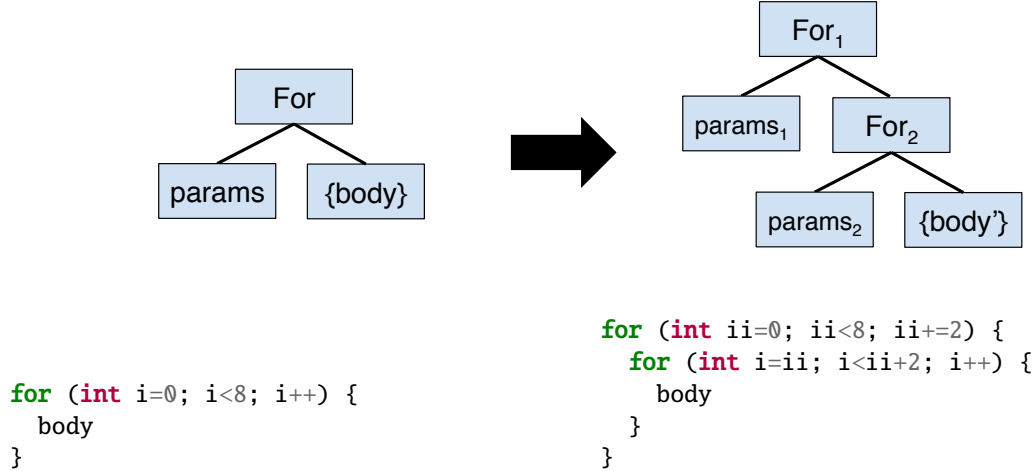 For
params
{body}
For₁
params₁
For₂
params₂
{body’}
for (int i=0; i<8; i++) {
  body
}
for (int ii=0; ii<8; ii+=2) {
  for (int i=ii; i<ii+2; i++) {
    body
  }
}